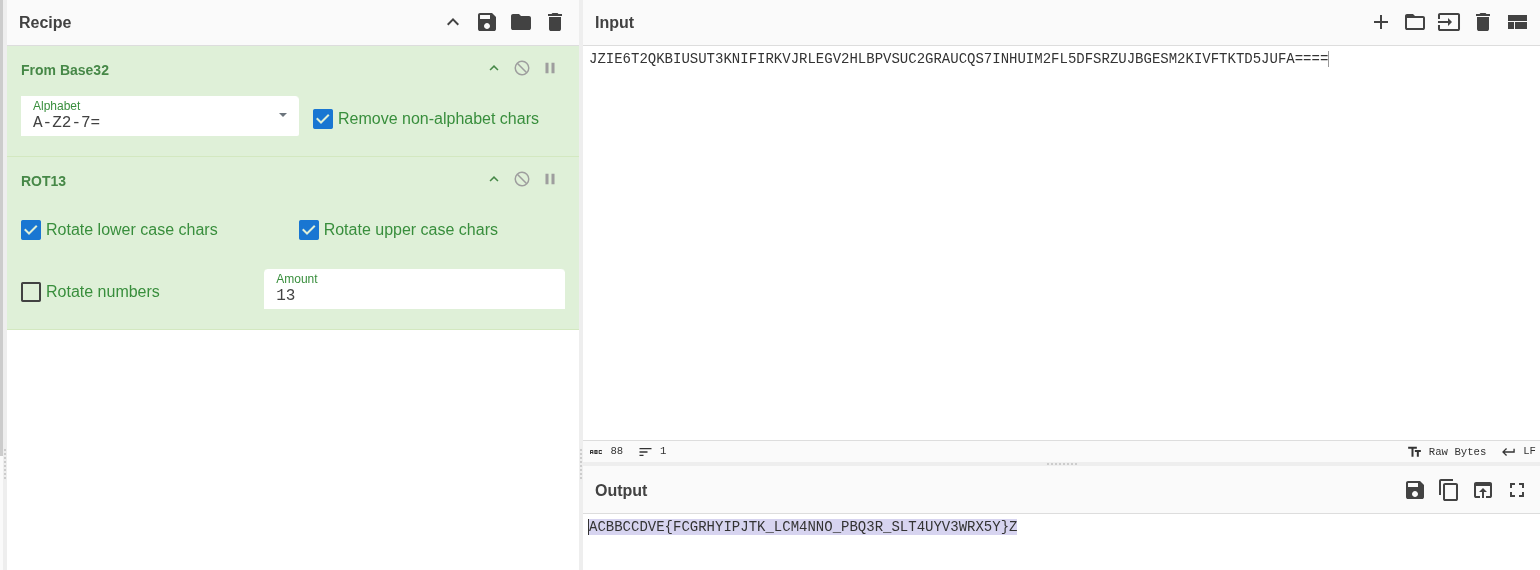 Recipe
From Base32
Alphabet
A-Z2-7=
Remove non-alphabet chars
ROT13
Rotate lower case chars
Rotate upper case chars
Rotate numbers
Amount
13
Input
JZIE6T2QKBIUSUT3KNIFIRKVJRLEGV2HLBPVSUC2GRAUCQS7INHUIM2FL5DFSRZUJBGESM2KIVFTKTD5JUFA====
ABC 88
1
Raw Bytes
LF
Output
ACBBCCDVE{FCGRHYIPJTK_LCM4NNO_PBQ3R_SLT4UYV3WRX5Y}Z